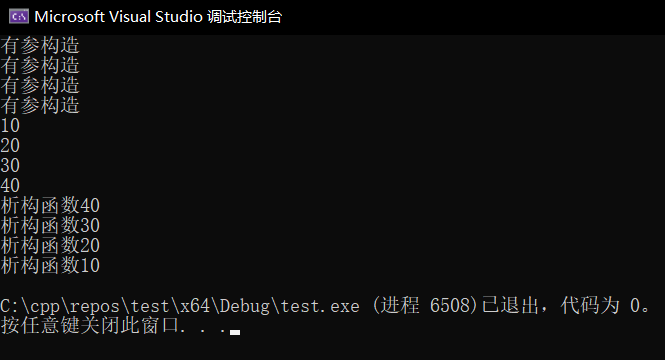 Microsoft Visual Studio 调试控制台
有参构造
有参构造
有参构造
有参构造
10
20
30
40
析构函数40
析构函数30
析构函数20
析构函数10
C:\cpp\repos\test\x64\Debug\test.exe (进程 6508)已退出，代码为 0。
按任意键关闭此窗口. . .